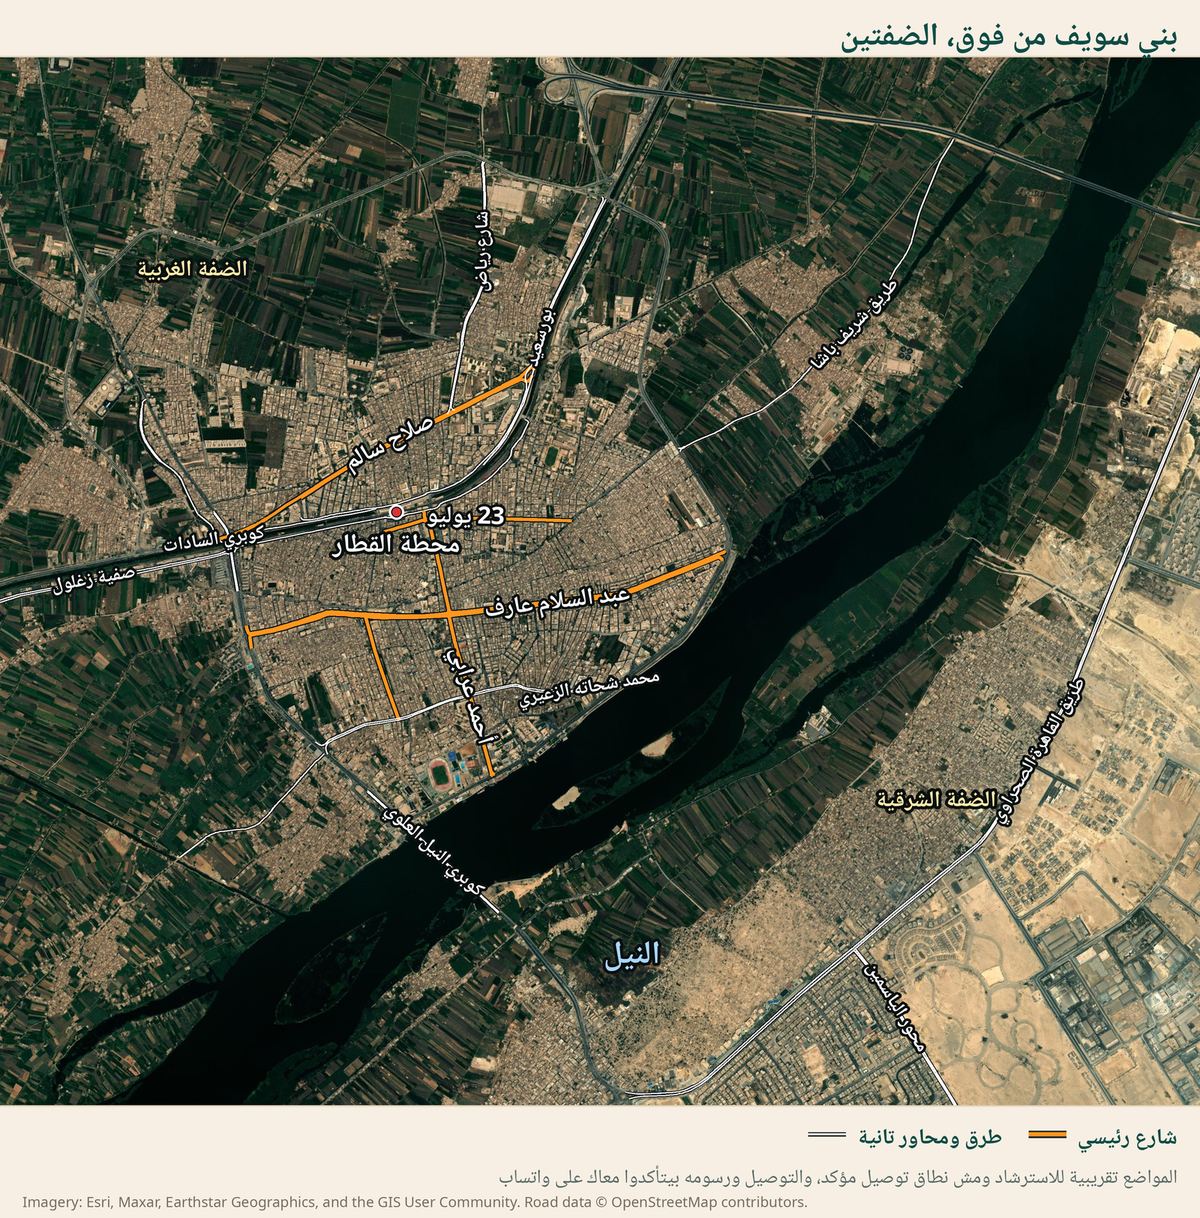 بني سويف من فوق، الضفتين
شارع رياض
الضفة الغربية
طريق شريف باشا
بورسعيد
صلاح سالم
23 يوليو
كوبري السادات
محطة القطار
صفية زغلول
عبد السلام عارف
أحمد عرابي
محمد شحاته الزعيري
طريق القاهرة الصحراوي
الضفة الشرقية
كوبري النيل العلوي
النيل
محور الياسمين
شارع رئيسي
طرق ومحاور تانية
المواضع تقريبية للاسترشاد ومش نطاق توصيل مؤكد، والتوصيل ورسومه بيتأكدوا معاك على واتساب
Imagery: Esri, Maxar, Earthstar Geographics, and the GIS User Community. Road data © OpenStreetMap contributors.